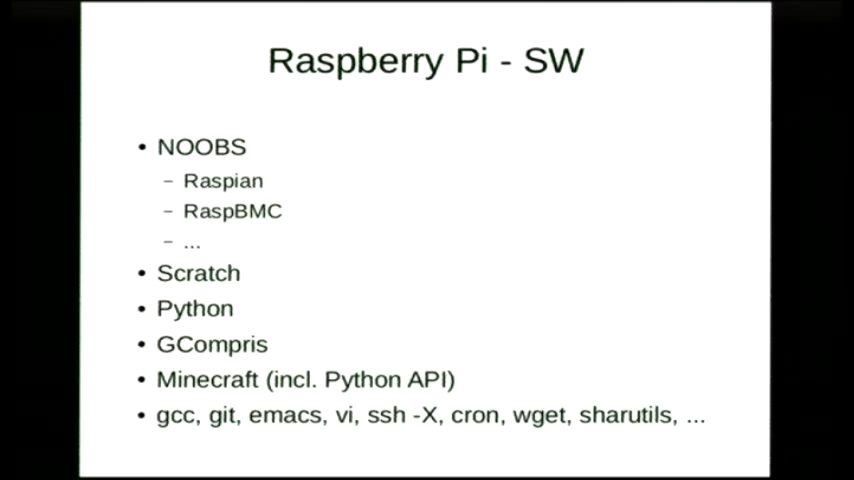 Raspberry Pi - SW
• NOOBS
– Raspian
– RaspBMC
– ...
• Scratch
• Python
• GCompris
• Minecraft (incl. Python API)
• gcc, git, emacs, vi, ssh -X, cron, wget, sharutils, ...